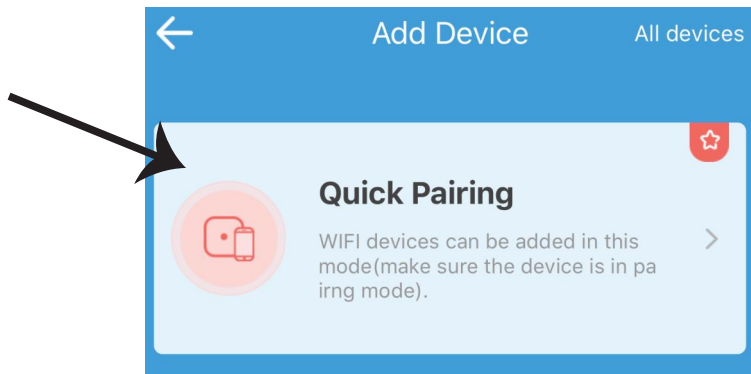 Add Device
All devices
Quick Pairing
WIFI devices can be added in this
mode(make sure the device is in pa
irng mode).